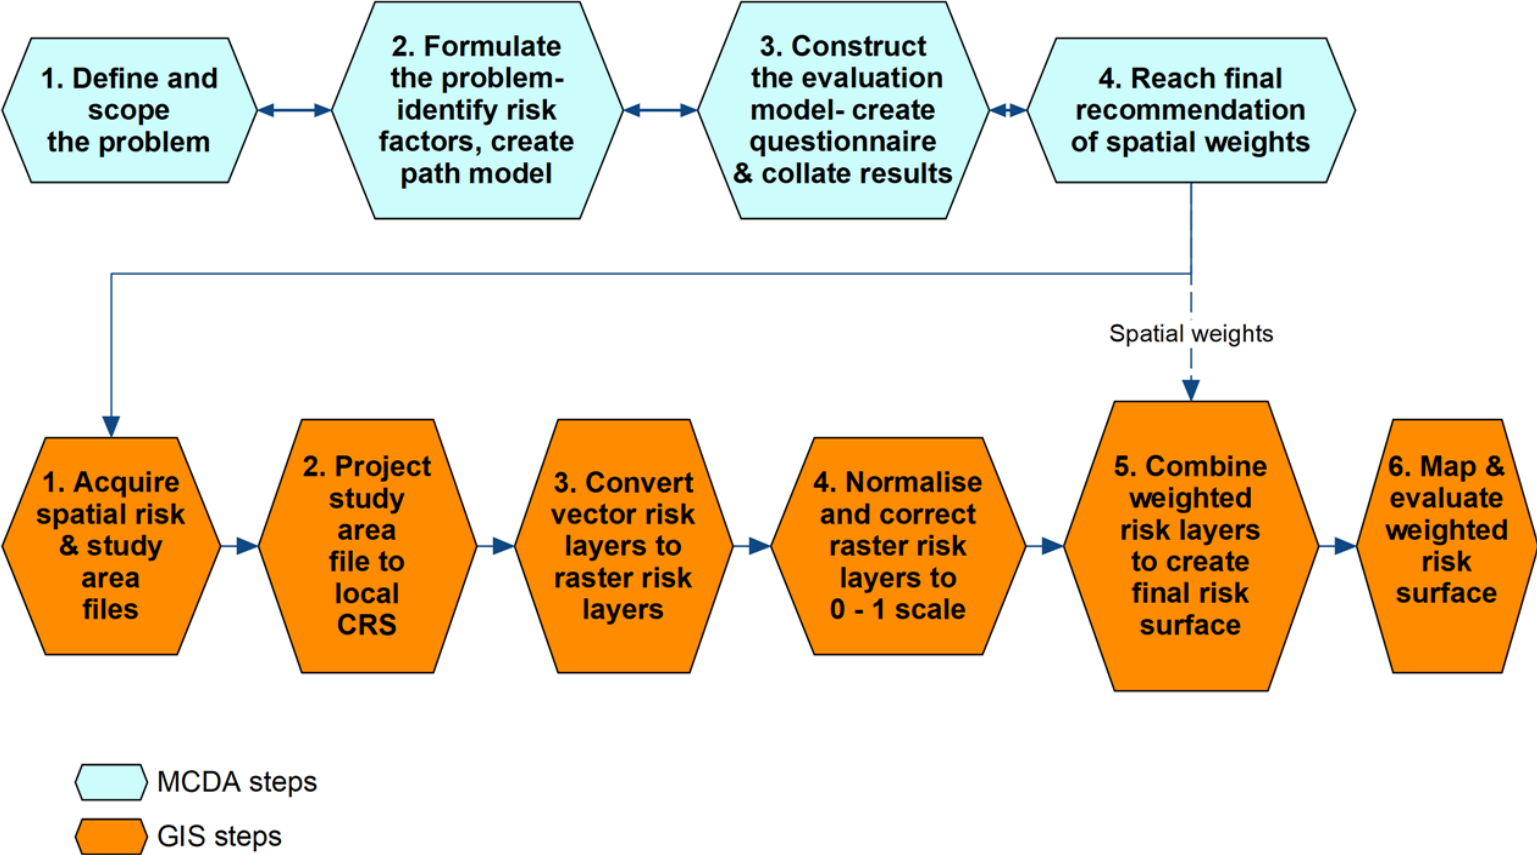 1. Define and
scope
the problem
2. Formulate
the problem-
identify risk
factors, create
path model
3. Construct
the evaluation
model- create
questionnaire
& collate results
4. Reach final
recommendation
of spatial weights
Spatial weights
1. Acquire
spatial risk
& study
area
files
2. Project
study
area
file to
local
CRS
3. Convert
vector risk
layers to
raster risk
layers
4. Normalise
and correct
raster risk
layers to
0 - 1 scale
5. Combine
weighted
risk layers
to create
final risk
surface
6. Map &
evaluate
weighted
risk
surface
MCDA steps
GIS steps